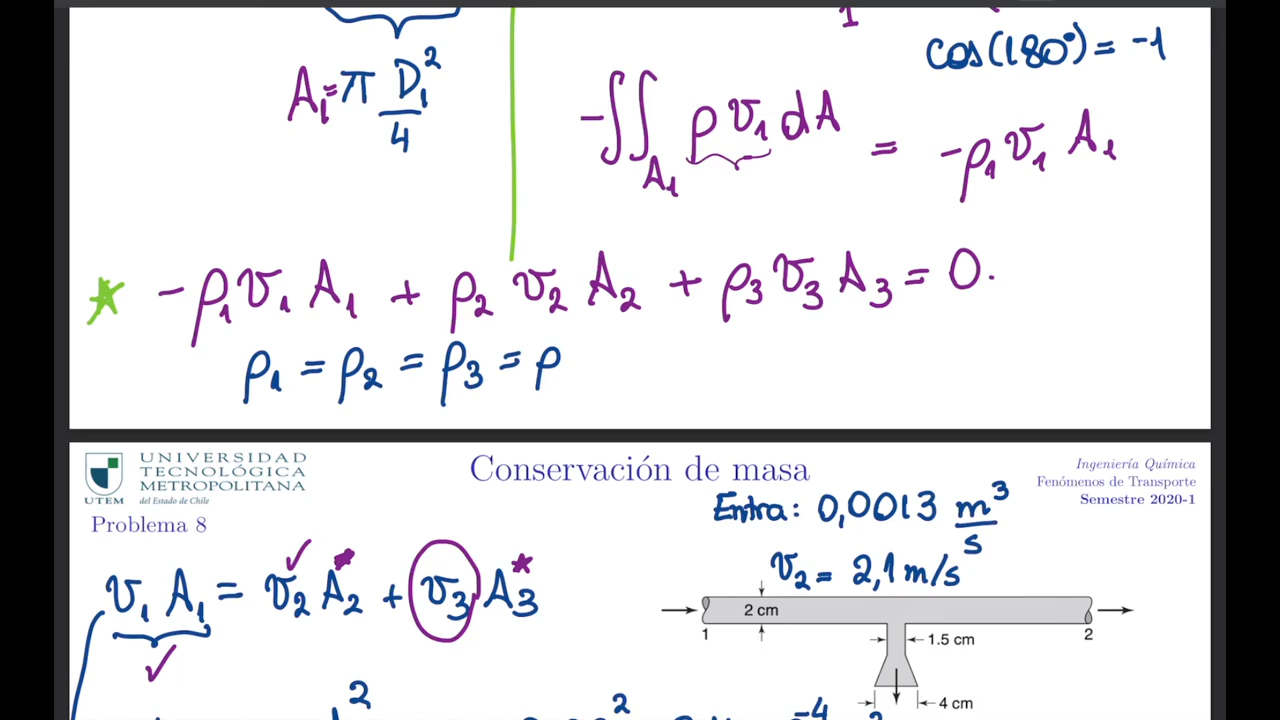 A₁=π D₁²/4
1
cos(180°) = -1
-∬_A₁ ρ v₁ dA = -ρ₁ v₁ A₁
-ρ₁v₁ A₁ + ρ₂ v₂ A₂ + ρ₃ v₃ A₃ = 0.
ρ₁ = ρ₂ = ρ₃ = ρ
UNIVERSIDAD
TECNOLÓGICA
METROPOLITANA
UTEM
del Estado de Chile
Conservación de masa
Ingeniería Química
Fenómenos de Transporte
Semestre 2020-1
Problema 8
Entra: 0,0013 m³/s
v₂ = 2,1 m/s
v₁ A₁ = v₂ A₂ + v₃ A₃
2 cm
1
2
1.5 cm
4 cm